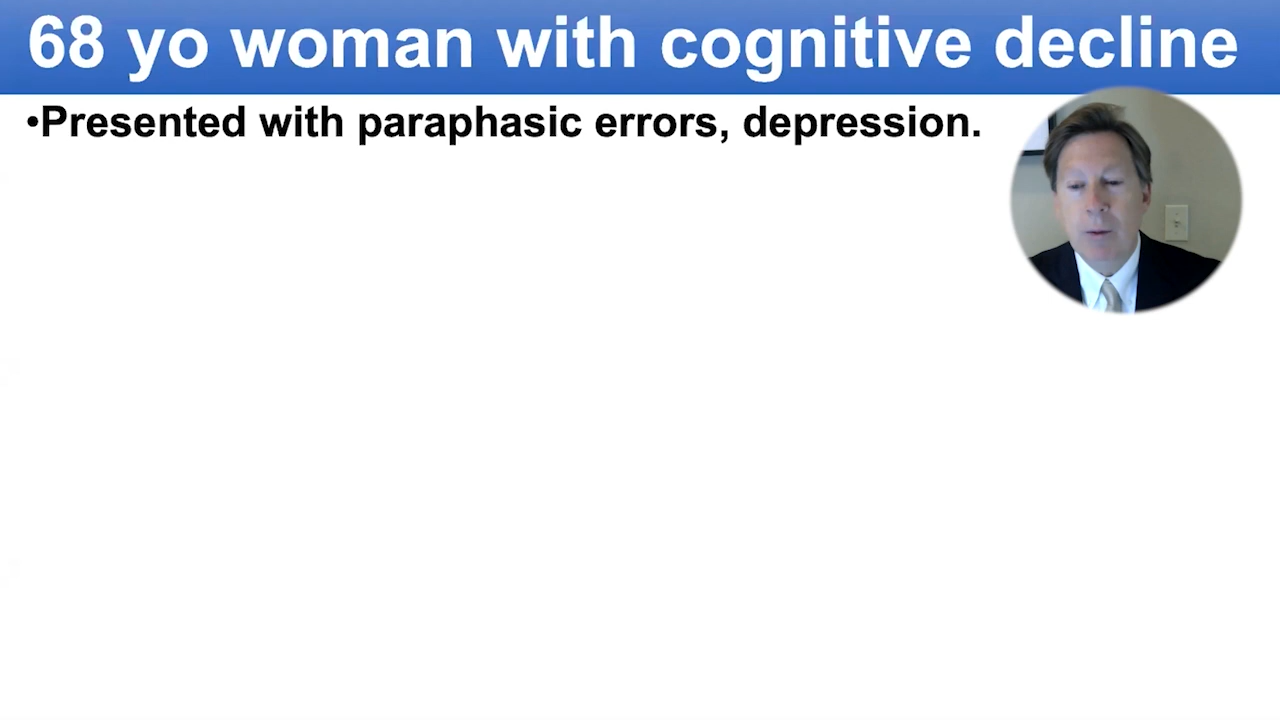 68 yo woman with cognitive decline
•Presented with paraphasic errors, depression.